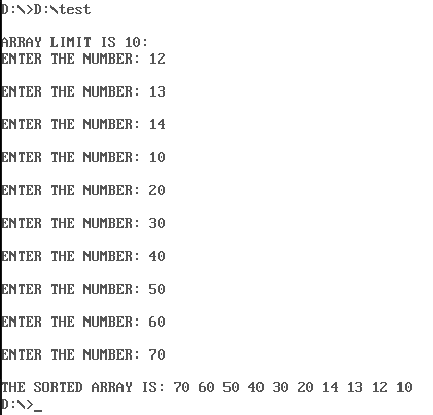 D:\>D:\test
ARRAY LIMIT IS 10:
ENTER THE NUMBER: 12
ENTER THE NUMBER: 13
ENTER THE NUMBER: 14
ENTER THE NUMBER: 10
ENTER THE NUMBER: 20
ENTER THE NUMBER: 30
ENTER THE NUMBER: 40
ENTER THE NUMBER: 50
ENTER THE NUMBER: 60
ENTER THE NUMBER: 70
THE SORTED ARRAY IS: 70 60 50 40 30 20 14 13 12 10
D:\>_